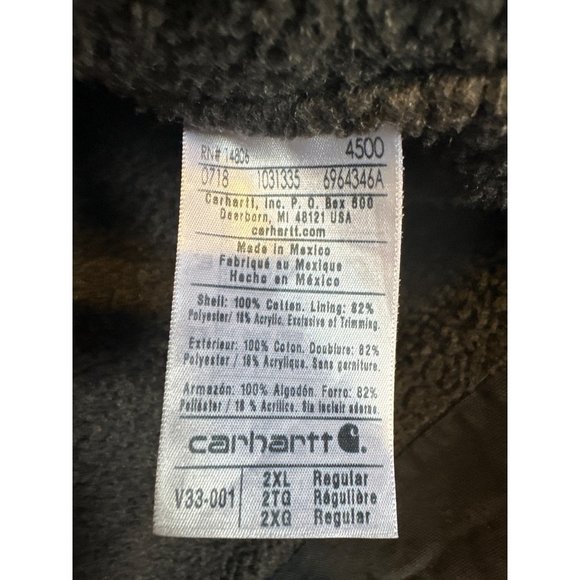 RN# 14806 4500
0718 1031335 6964346A
Carhartt, Inc. P. O. Box 600
Dearborn, MI 48121 USA
carhartt.com
Made in Mexico
Fabriqué au Mexique
Hecho en México
Shell: 100% Cotton. Lining: 82%
Polyester/ 18% Acrylic. Exclusive of Trimming.
Extérieur: 100% Coton. Doublure: 82%
Polyester / 18% Acrylique. Sans garniture.
Armazón: 100% Algodón. Forro: 82%
Poliéster / 18 % Acrílico. Sin incluir adorno.
carhartt
V33-001 2XL Regular
2TG Régulière
2XG Regular